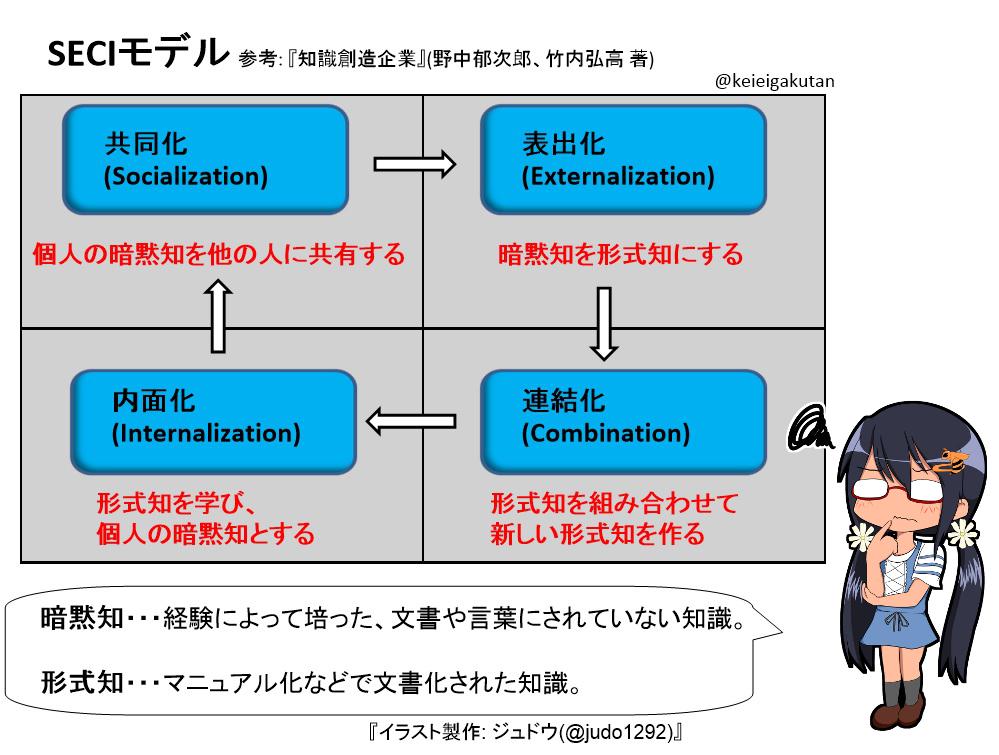 SECIモデル 参考: 『知識創造企業』(野中郁次郎、竹内弘高 著)
@keieigakutan
共同化
(Socialization)
個人の暗黙知を他の人に共有する
表出化
(Externalization)
暗黙知を形式知にする
内面化
(Internalization)
形式知を学び、
個人の暗黙知とする
連結化
(Combination)
形式知を組み合わせて
新しい形式知を作る
暗黙知･･･経験によって培った、文書や言葉にされていない知識。
形式知･･･マニュアル化などで文書化された知識。
『イラスト製作: ジュドウ(@judo1292)』